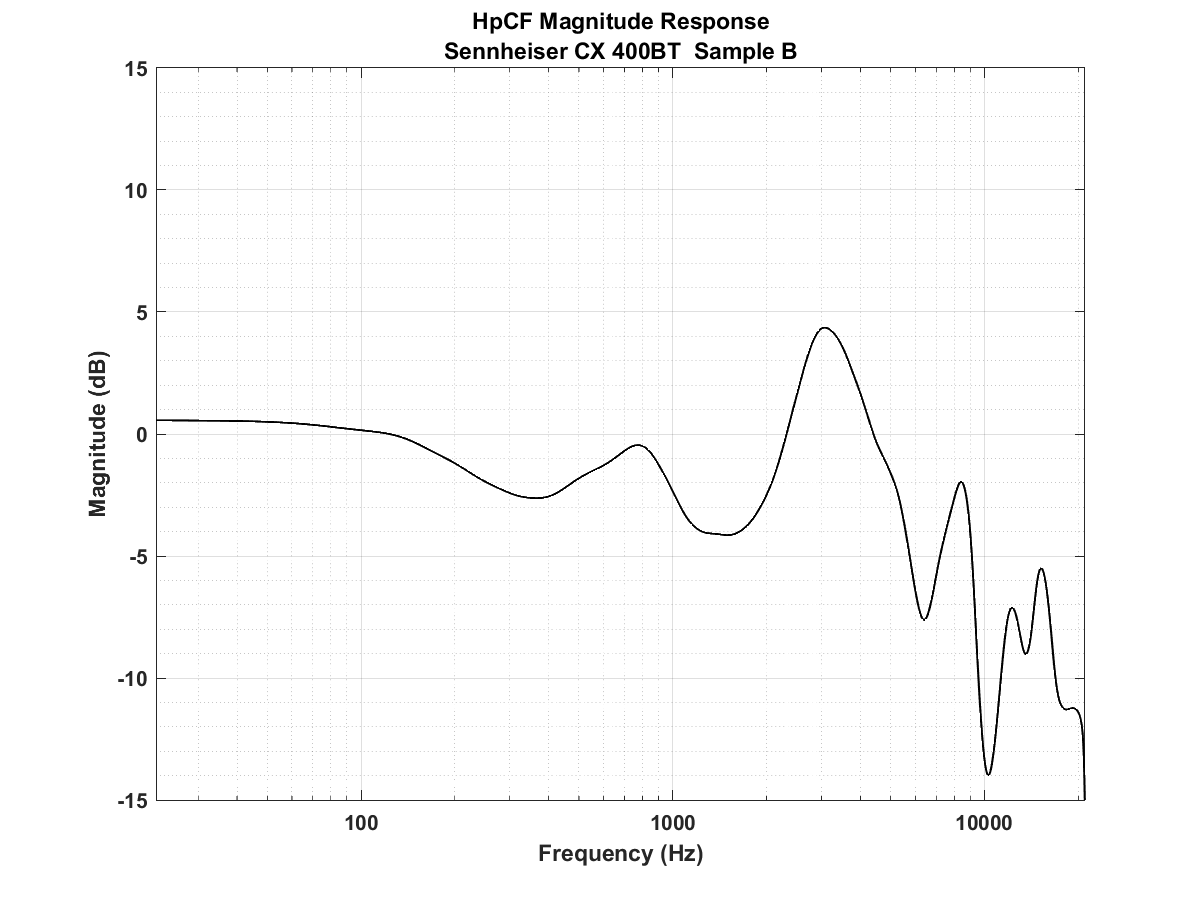 HpCF Magnitude Response
Sennheiser CX 400BT  Sample B
15
10
5
0
-5
-10
-15
Magnitude (dB)
100
1000
10000
Frequency (Hz)